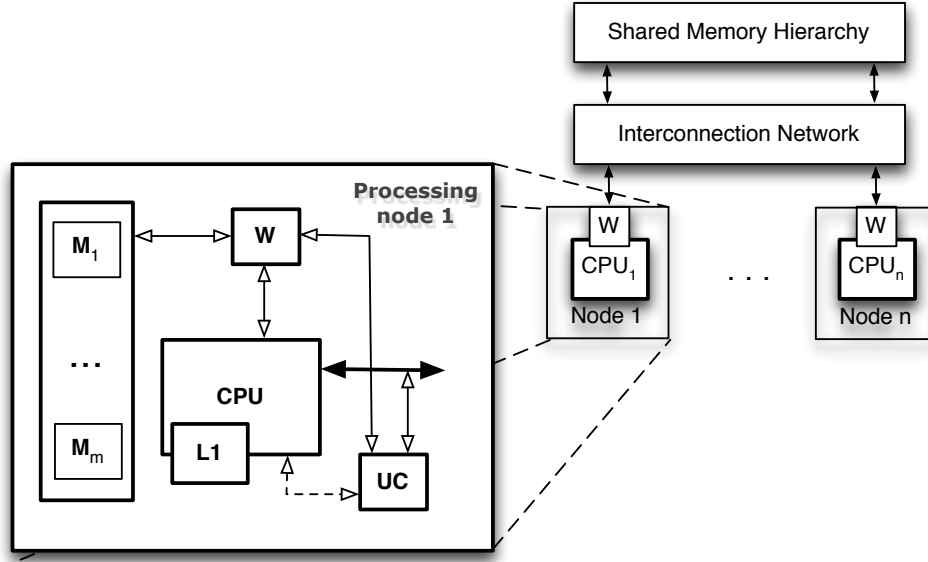 Shared Memory Hierarchy
Interconnection Network
Processing
node 1
M1
W
...
CPU
L1
Mm
UC
W
CPU1
Node 1
. . .
W
CPUn
Node n